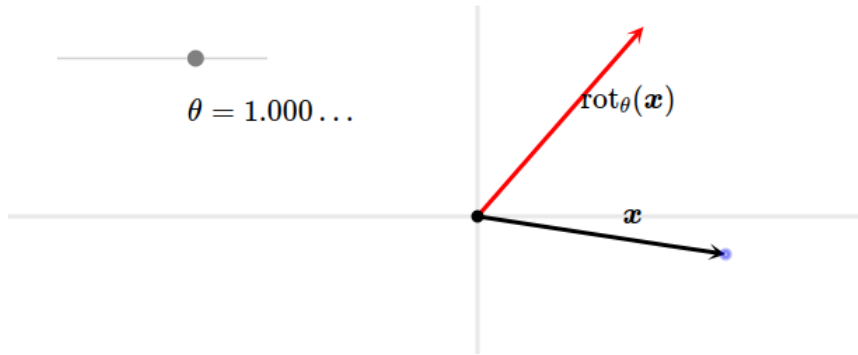 θ = 1.000 . . .
rot_θ(x)
x